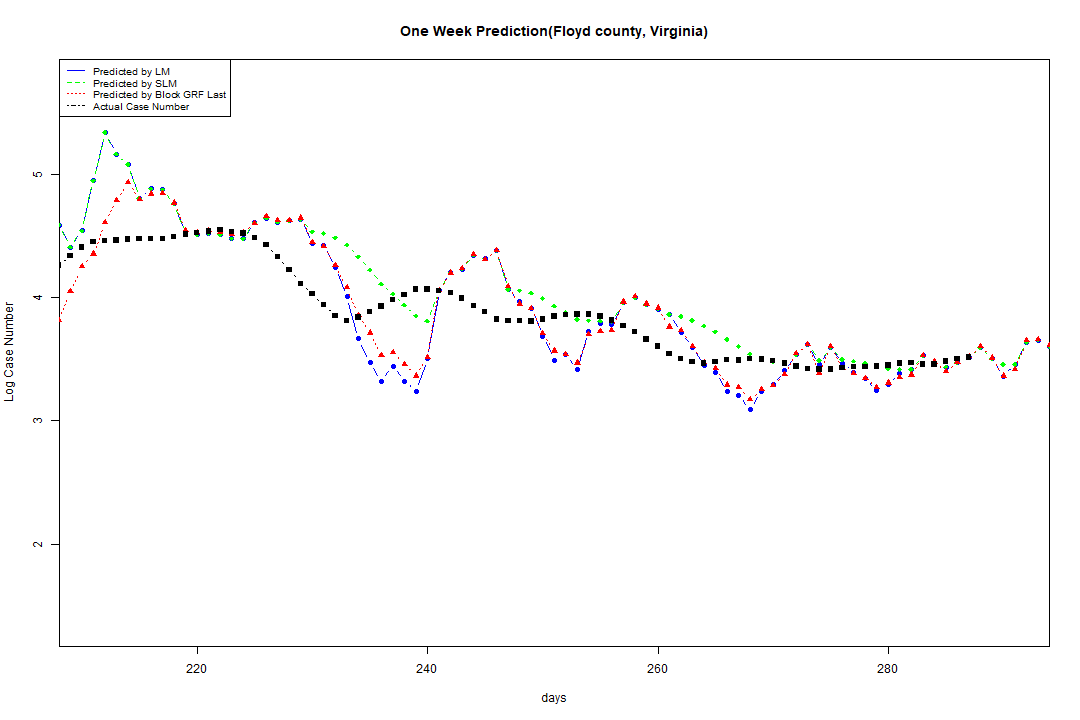 One Week Prediction(Floyd county, Virginia)
Predicted by LM
Predicted by SLM
Predicted by Block GRF Last
Actual Case Number
5
4
3
2
Log Case Number
220
240
260
280
days